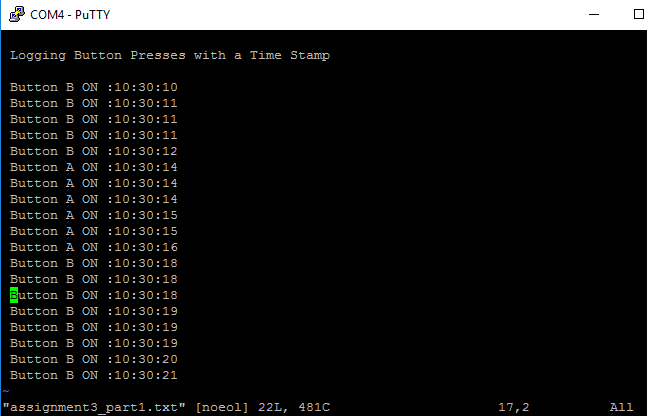 COM4 - PuTTY
Logging Button Presses with a Time Stamp
Button B ON :10:30:10
Button B ON :10:30:11
Button B ON :10:30:11
Button B ON :10:30:11
Button B ON :10:30:12
Button A ON :10:30:14
Button A ON :10:30:14
Button A ON :10:30:14
Button A ON :10:30:15
Button A ON :10:30:15
Button A ON :10:30:16
Button B ON :10:30:18
Button B ON :10:30:18
Button B ON :10:30:18
Button B ON :10:30:19
Button B ON :10:30:19
Button B ON :10:30:19
Button B ON :10:30:20
Button B ON :10:30:21
~
"assignment3_part1.txt" [noeol] 22L, 481C 17,2 All